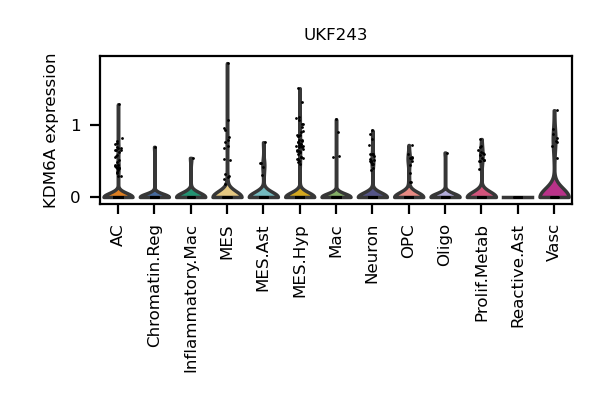 UKF243
KDM6A expression
1
0
AC
Chromatin.Reg
Inflammatory.Mac
MES
MES.Ast
MES.Hyp
Mac
Neuron
OPC
Oligo
Prolif.Metab
Reactive.Ast
Vasc